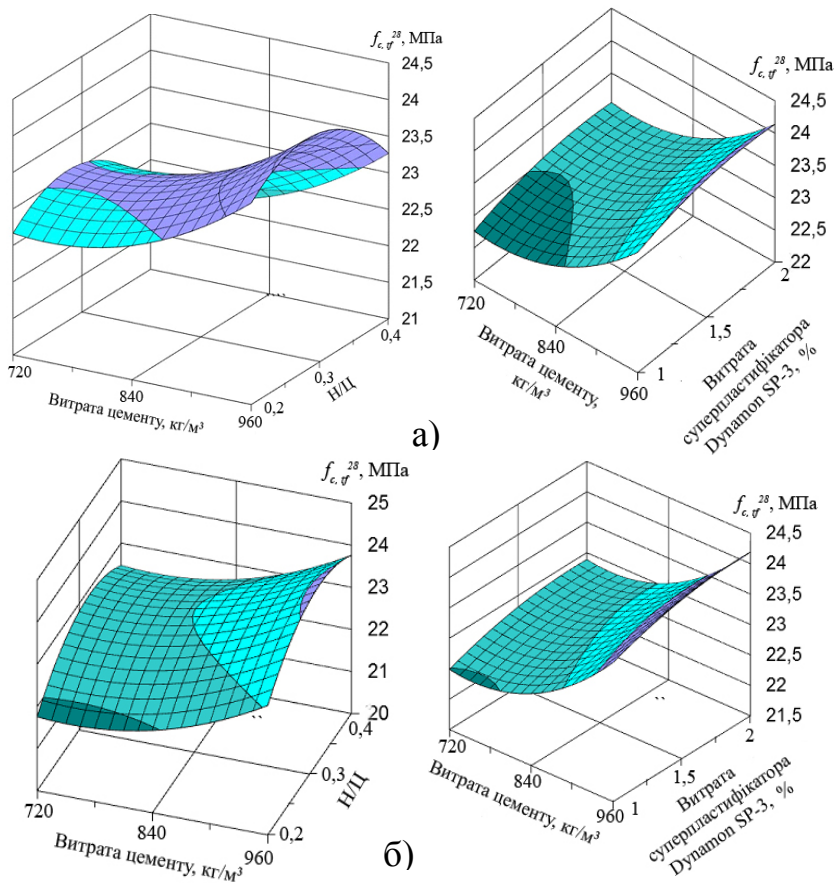 f c, tf 28, МПа
24,5
24
23,5
23
22,5
22
21,5
21
720
840
960
Витрата цементу, кг/м³
0,2
0,3
0,4
Н/Ц
f c, tf 28, МПа
24,5
24
23,5
23
22,5
22
720
840
960
Витрата цементу,
кг/м³
1
1,5
2
Витрата
суперпластифікатора
Dynamon SP-3, %
а)
f c, tf 28, МПа
25
24
23
22
21
20
720
840
960
Витрата цементу, кг/м³
0,2
0,3
0,4
Н/Ц
f c, tf 28, МПа
24,5
24
23,5
23
22,5
22
21,5
720
840
960
Витрата цементу, кг/м³
1
1,5
2
Витрата
суперпластифікатора
Dynamon SP-3, %
б)